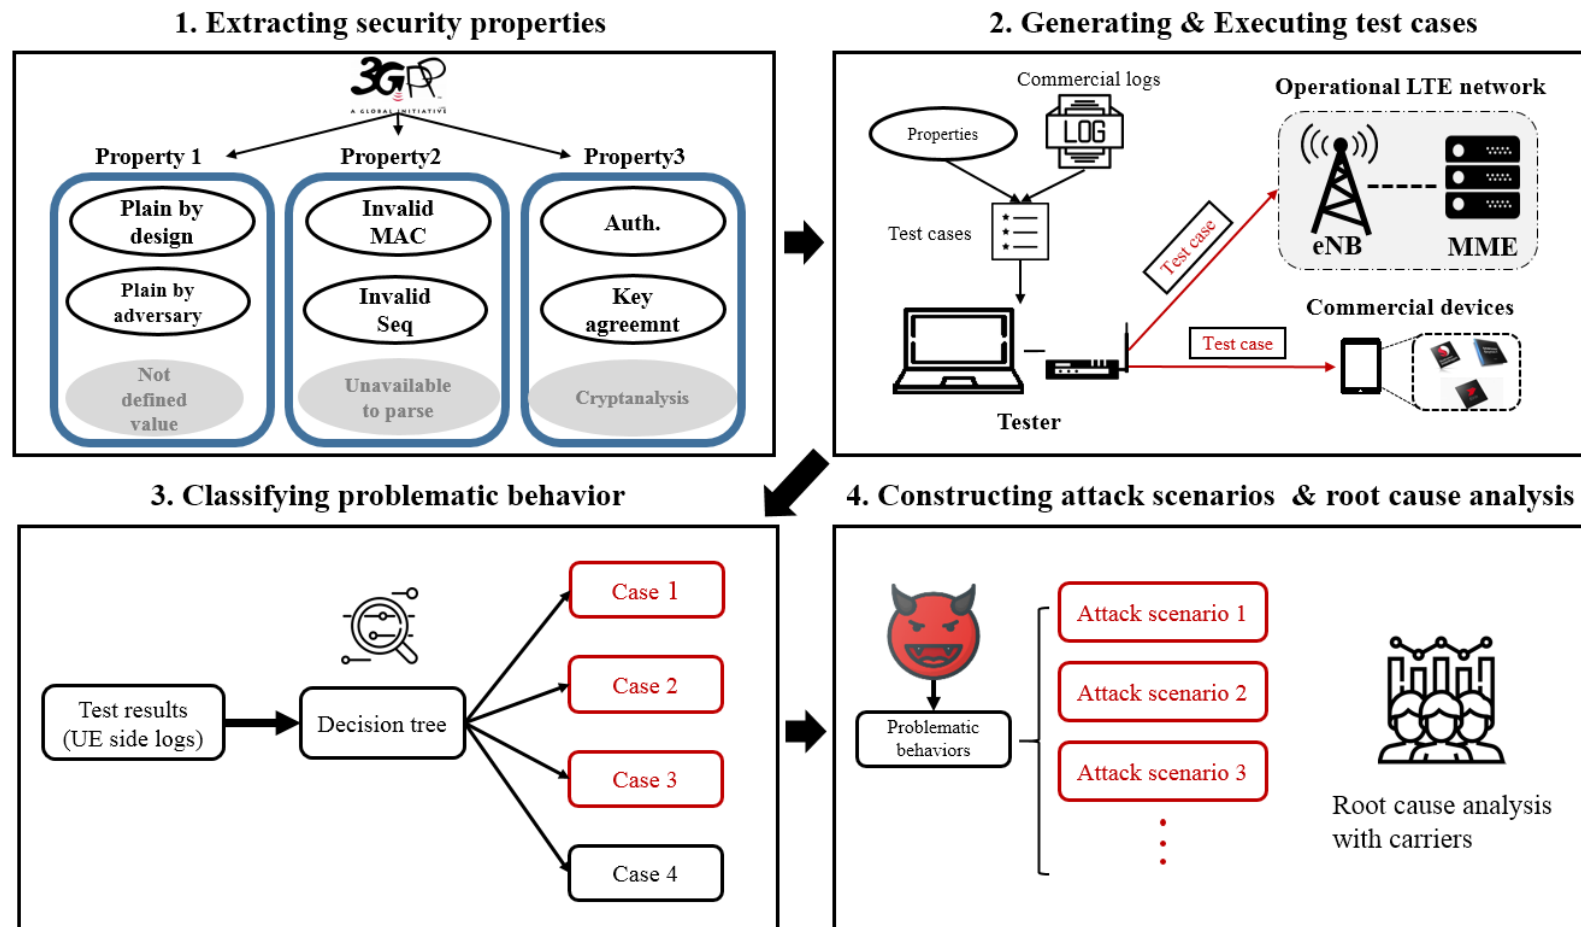 1. Extracting security properties
3GPP
A GLOBAL INITIATIVE
Property 1
Property2
Property3
Plain by
design
Plain by
adversary
Not
defined
value
Invalid
MAC
Invalid
Seq
Unavailable
to parse
Auth.
Key
agreemnt
Cryptanalysis
2. Generating & Executing test cases
Commercial logs
LOG
Properties
Test cases
Tester
Test case
Test case
Operational LTE network
eNB
MME
Commercial devices
3. Classifying problematic behavior
Test results
(UE side logs)
Decision tree
Case 1
Case 2
Case 3
Case 4
4. Constructing attack scenarios & root cause analysis
Problematic
behaviors
Attack scenario 1
Attack scenario 2
Attack scenario 3
Root cause analysis
with carriers